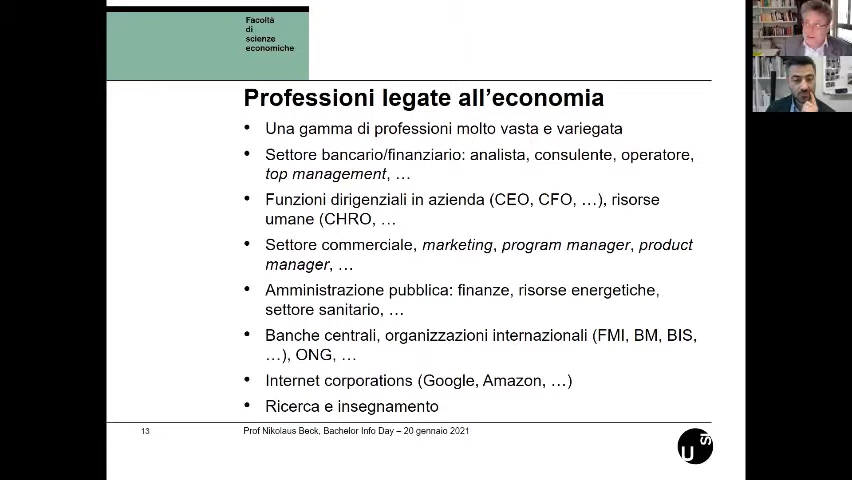 Facoltà
di
scienze
economiche
Professioni legate all'economia
• Una gamma di professioni molto vasta e variegata
• Settore bancario/finanziario: analista, consulente, operatore,
top management, …
• Funzioni dirigenziali in azienda (CEO, CFO, …), risorse
umane (CHRO, …
• Settore commerciale, marketing, program manager, product
manager, …
• Amministrazione pubblica: finanze, risorse energetiche,
settore sanitario, …
• Banche centrali, organizzazioni internazionali (FMI, BM, BIS,
…), ONG, …
• Internet corporations (Google, Amazon, …)
• Ricerca e insegnamento
13
Prof Nikolaus Beck, Bachelor Info Day – 20 gennaio 2021
U
SI